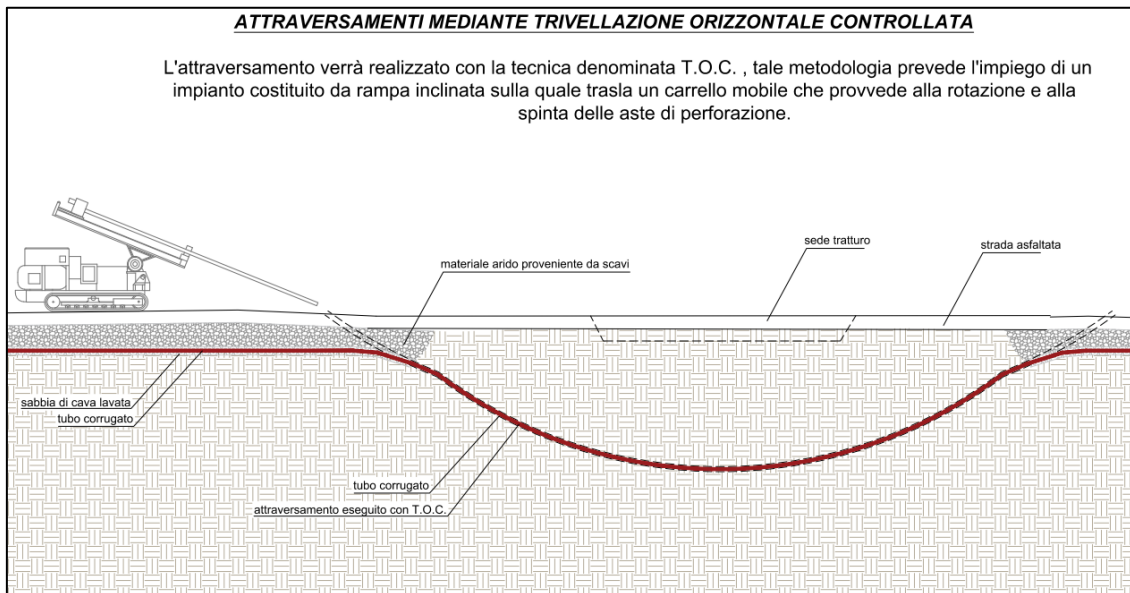 ATTRAVERSAMENTI MEDIANTE TRIVELLAZIONE ORIZZONTALE CONTROLLATA
L'attraversamento verrà realizzato con la tecnica denominata T.O.C. , tale metodologia prevede l'impiego di un
impianto costituito da rampa inclinata sulla quale trasla un carrello mobile che provvede alla rotazione e alla
spinta delle aste di perforazione.
sede tratturo
strada asfaltata
materiale arido proveniente da scavi
sabbia di cava lavata
tubo corrugato
tubo corrugato
attraversamento eseguito con T.O.C.